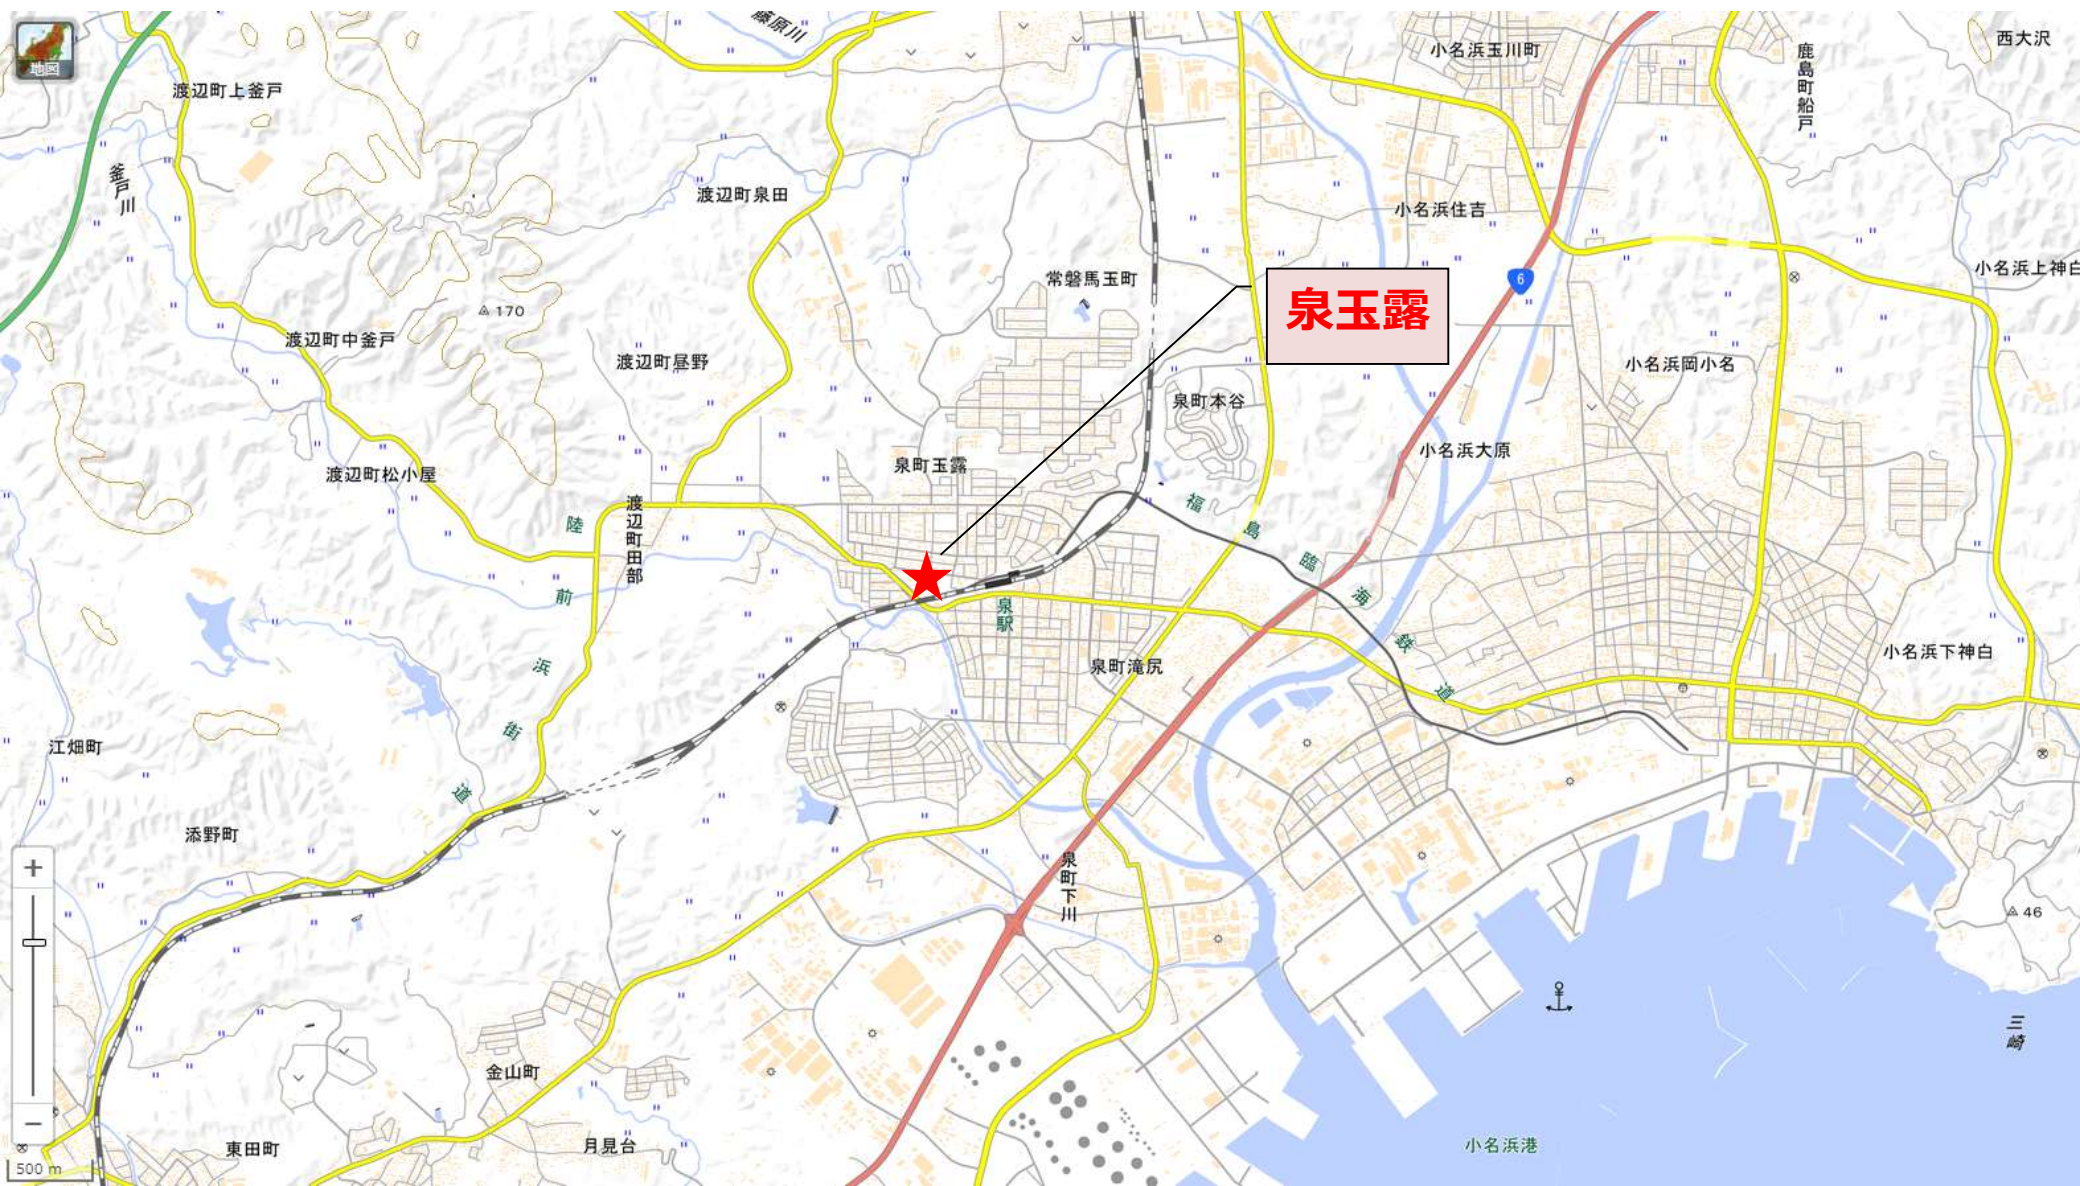 地図
藤原川
小名浜玉川町
鹿島町船戸
西大沢
渡辺町上釜戸
釜戸川
渡辺町泉田
小名浜住吉
常磐馬玉町
6
小名浜上神白
泉玉露
170
渡辺町中釜戸
渡辺町昼野
小名浜岡小名
泉町本谷
小名浜大原
泉町玉露
渡辺町松小屋
渡辺町田部
陸前浜街道
福島臨海鉄道
泉駅
泉町滝尻
小名浜下神白
江畑町
添野町
泉町下川
46
三崎
金山町
東田町
月見台
小名浜港
+
−
500 m